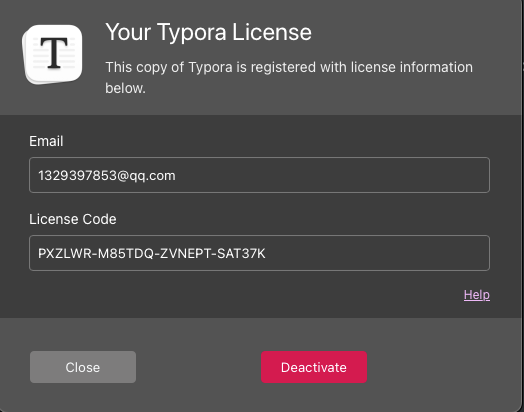 T
Your Typora License
This copy of Typora is registered with license information
below.
Email
1329397853@qq.com
License Code
PXZLWR-M85TDQ-ZVNEPT-SAT37K
Help
Close
Deactivate